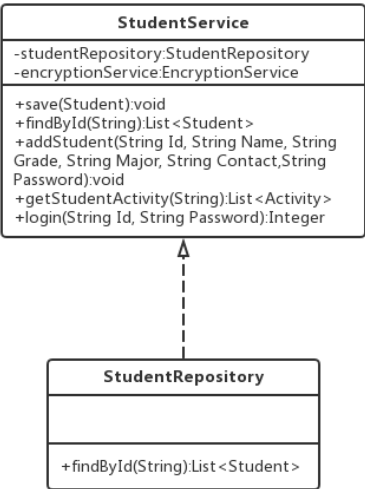 StudentService
-studentRepository:StudentRepository
-encryptionService:EncryptionService
+save(Student):void
+findById(String):List<Student>
+addStudent(String Id, String Name, String
Grade, String Major, String Contact,String
Password):void
+getStudentActivity(String):List<Activity>
+login(String Id, String Password):Integer
StudentRepository
+findById(String):List<Student>